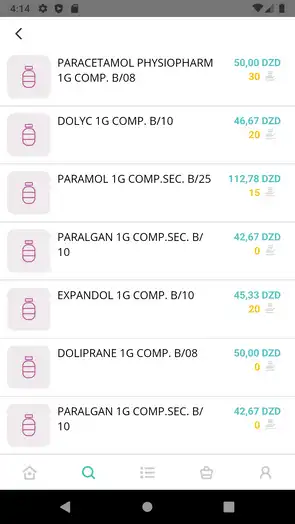 4:14
PARACETAMOL PHYSIOPHARM 50,00 DZD
1G COMP. B/08 30
DOLYC 1G COMP. B/10 46,67 DZD
20
PARAMOL 1G COMP.SEC. B/25 112,78 DZD
15
PARALGAN 1G COMP.SEC. B/ 42,67 DZD
10 0
EXPANDOL 1G COMP. B/10 45,33 DZD
20
DOLIPRANE 1G COMP. B/08 50,00 DZD
0
PARALGAN 1G COMP.SEC. B/ 42,67 DZD
10 0